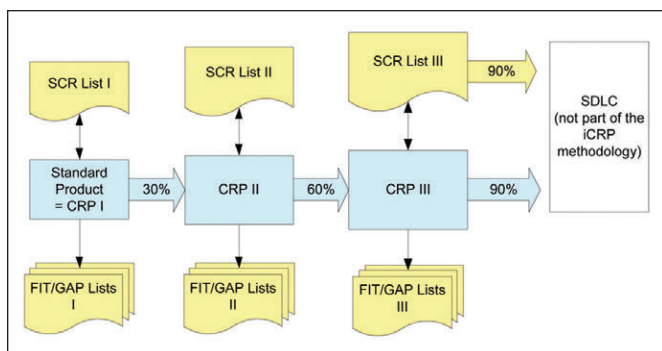 SCR List I
SCR List II
SCR List III
90%
SDLC
(not part of the
iCRP
methodology)
Standard
Product
= CRP I
30%
CRP II
60%
CRP III
90%
FIT/GAP Lists
I
FIT/GAP Lists
II
FIT/GAP Lists
III